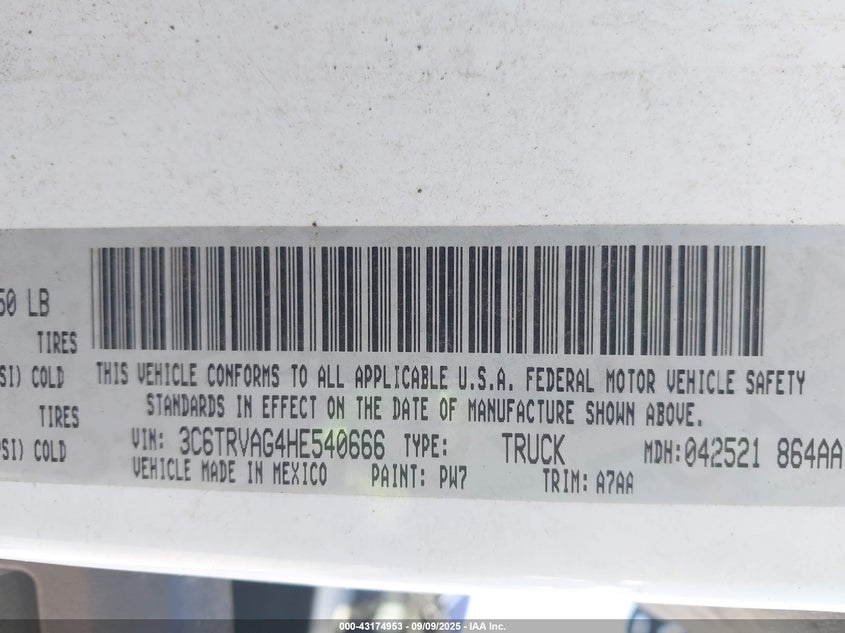 50 LB
TIRES
SI) COLD
TIRES
PSI) COLD
THIS VEHICLE CONFORMS TO ALL APPLICABLE U.S.A. FEDERAL MOTOR VEHICLE SAFETY
STANDARDS IN EFFECT ON THE DATE OF MANUFACTURE SHOWN ABOVE.
VIN: 3C6TRVAG4HE540666 TYPE: TRUCK MDH:042521 864AA
VEHICLE MADE IN MEXICO PAINT: PW7 TRIM: A7AA
000-43174953 - 09/09/2025 - IAA Inc.